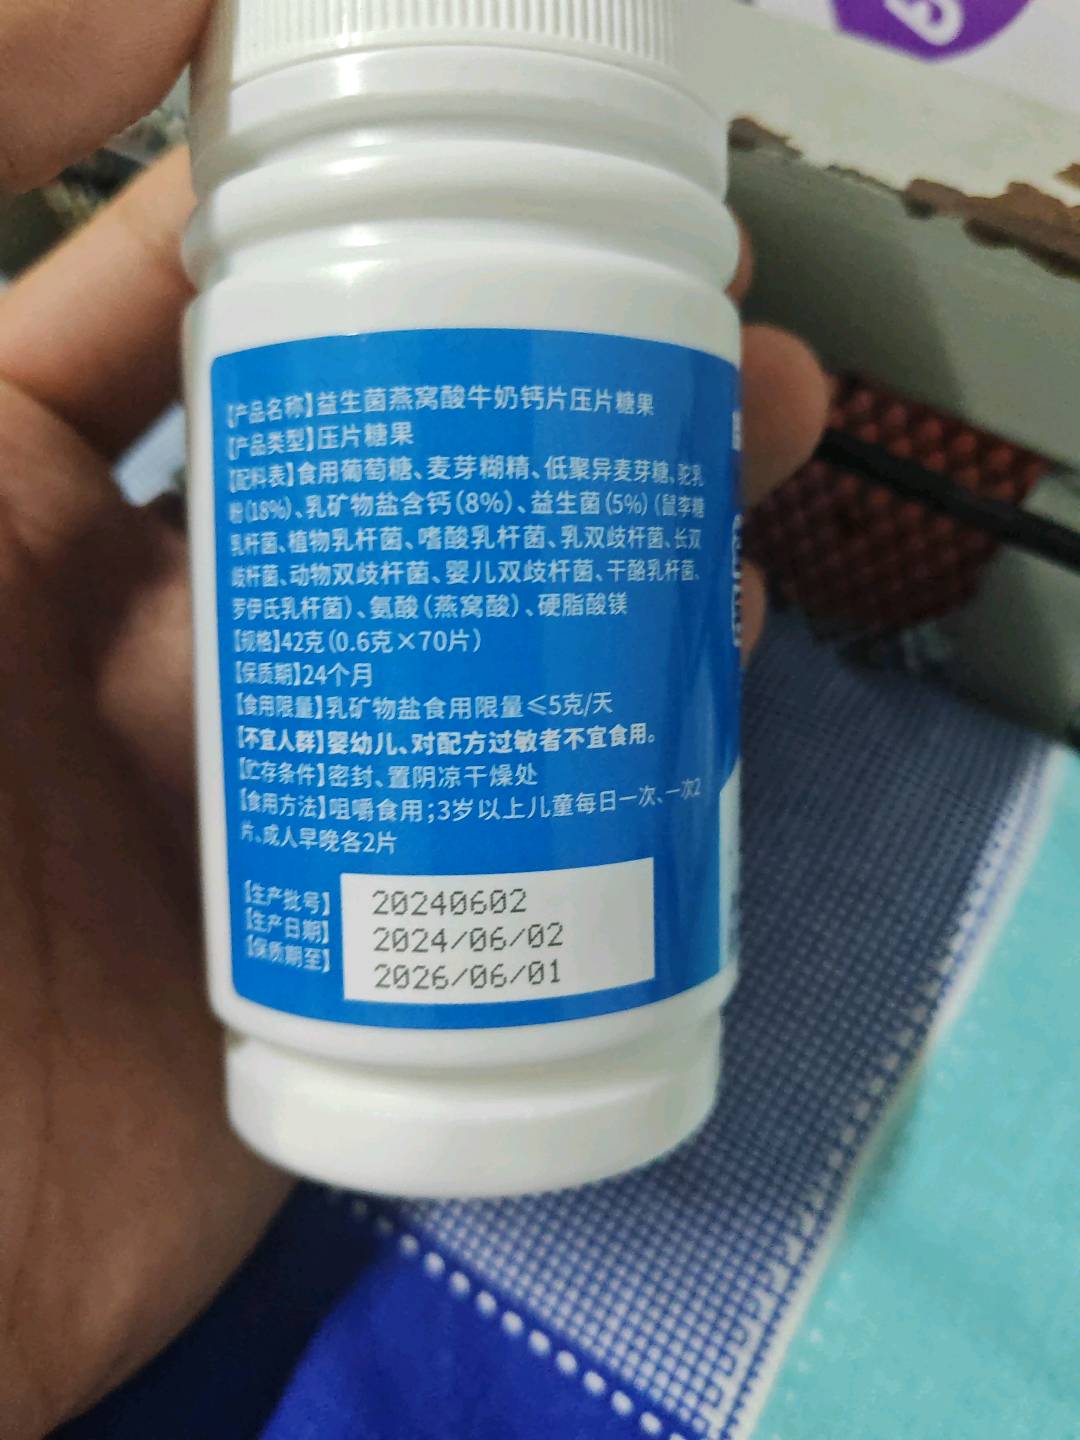 【产品名称】益生菌燕窝酸牛奶钙片压片糖果
【产品类型】压片糖果
【配料表】食用葡萄糖、麦芽糊精、低聚异麦芽糖、驼乳
粉(18%)、乳矿物盐含钙(8%)、益生菌(5%)(鼠李糖
乳杆菌、植物乳杆菌、嗜酸乳杆菌、乳双歧杆菌、长双
歧杆菌、动物双歧杆菌、婴儿双歧杆菌、干酪乳杆菌、
罗伊氏乳杆菌)、氨酸(燕窝酸)、硬脂酸镁
【规格】42克(0.6克×70片)
【保质期】24个月
【食用限量】乳矿物盐食用限量≤5克/天
【不宜人群】婴幼儿、对配方过敏者不宜食用。
【贮存条件】密封、置阴凉干燥处
【食用方法】咀嚼食用;3岁以上儿童每日一次、一次2
片、成人早晚各2片
【生产批号】 20240602
【生产日期】 2024/06/02
【保质期至】 2026/06/01